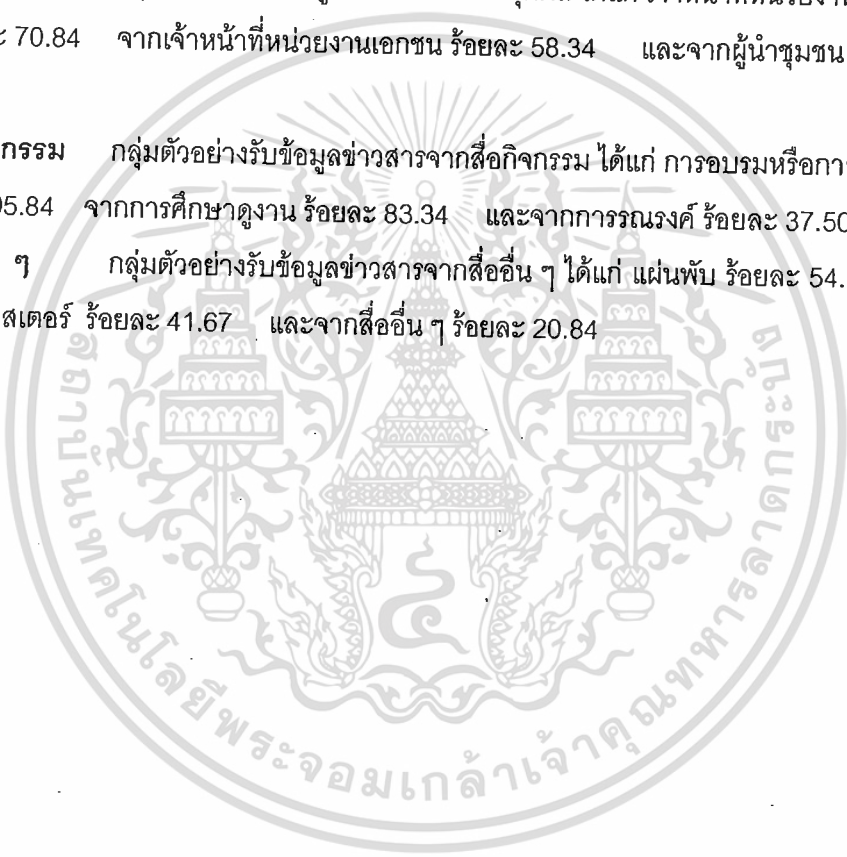 ะ 70.84 จากเจ้าหน้าที่หน่วยงานเอกชน ร้อยละ 58.34 และจากผู้นำชุมชน
กรรม กลุ่มตัวอย่างรับข้อมูลข่าวสารจากสื่อกิจกรรม ได้แก่ การอบรมหรือการ
95.84 จากการศึกษาดูงาน ร้อยละ 83.34 และจากการรณรงค์ ร้อยละ 37.50
ๆ กลุ่มตัวอย่างรับข้อมูลข่าวสารจากสื่ออื่น ๆ ได้แก่ แผ่นพับ ร้อยละ 54.
สเตอร์ ร้อยละ 41.67 และจากสื่ออื่น ๆ ร้อยละ 20.84
สถาบันเทคโนโลยีพระจอมเกล้าเจ้าคุณทหารลาดกระบัง